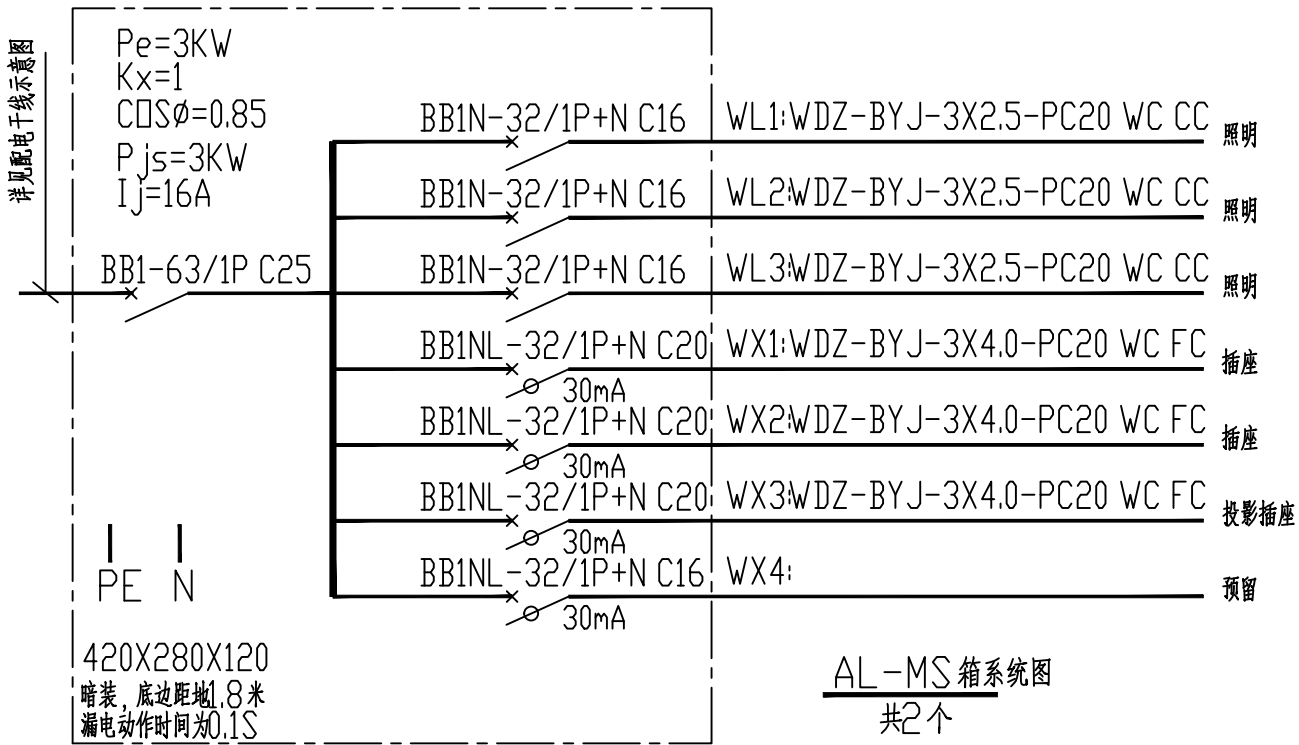 详见配电干线示意图
Pe=3KW
Kx=1
COSø=0.85
Pjs=3KW
Ij=16A
BB1-63/1P C25
BB1N-32/1P+N C16 WL1:WDZ-BYJ-3X2.5-PC20 WC CC 照明
BB1N-32/1P+N C16 WL2:WDZ-BYJ-3X2.5-PC20 WC CC 照明
BB1N-32/1P+N C16 WL3:WDZ-BYJ-3X2.5-PC20 WC CC 照明
BB1NL-32/1P+N C20 WX1:WDZ-BYJ-3X4.0-PC20 WC FC 插座
30mA
BB1NL-32/1P+N C20 WX2:WDZ-BYJ-3X4.0-PC20 WC FC 插座
30mA
BB1NL-32/1P+N C20 WX3:WDZ-BYJ-3X4.0-PC20 WC FC 投影插座
30mA
BB1NL-32/1P+N C16 WX4: 预留
30mA
PE N
420X280X120
暗装，底边距地1.8米
漏电动作时间为0.1S
AL-MS箱系统图
共2个